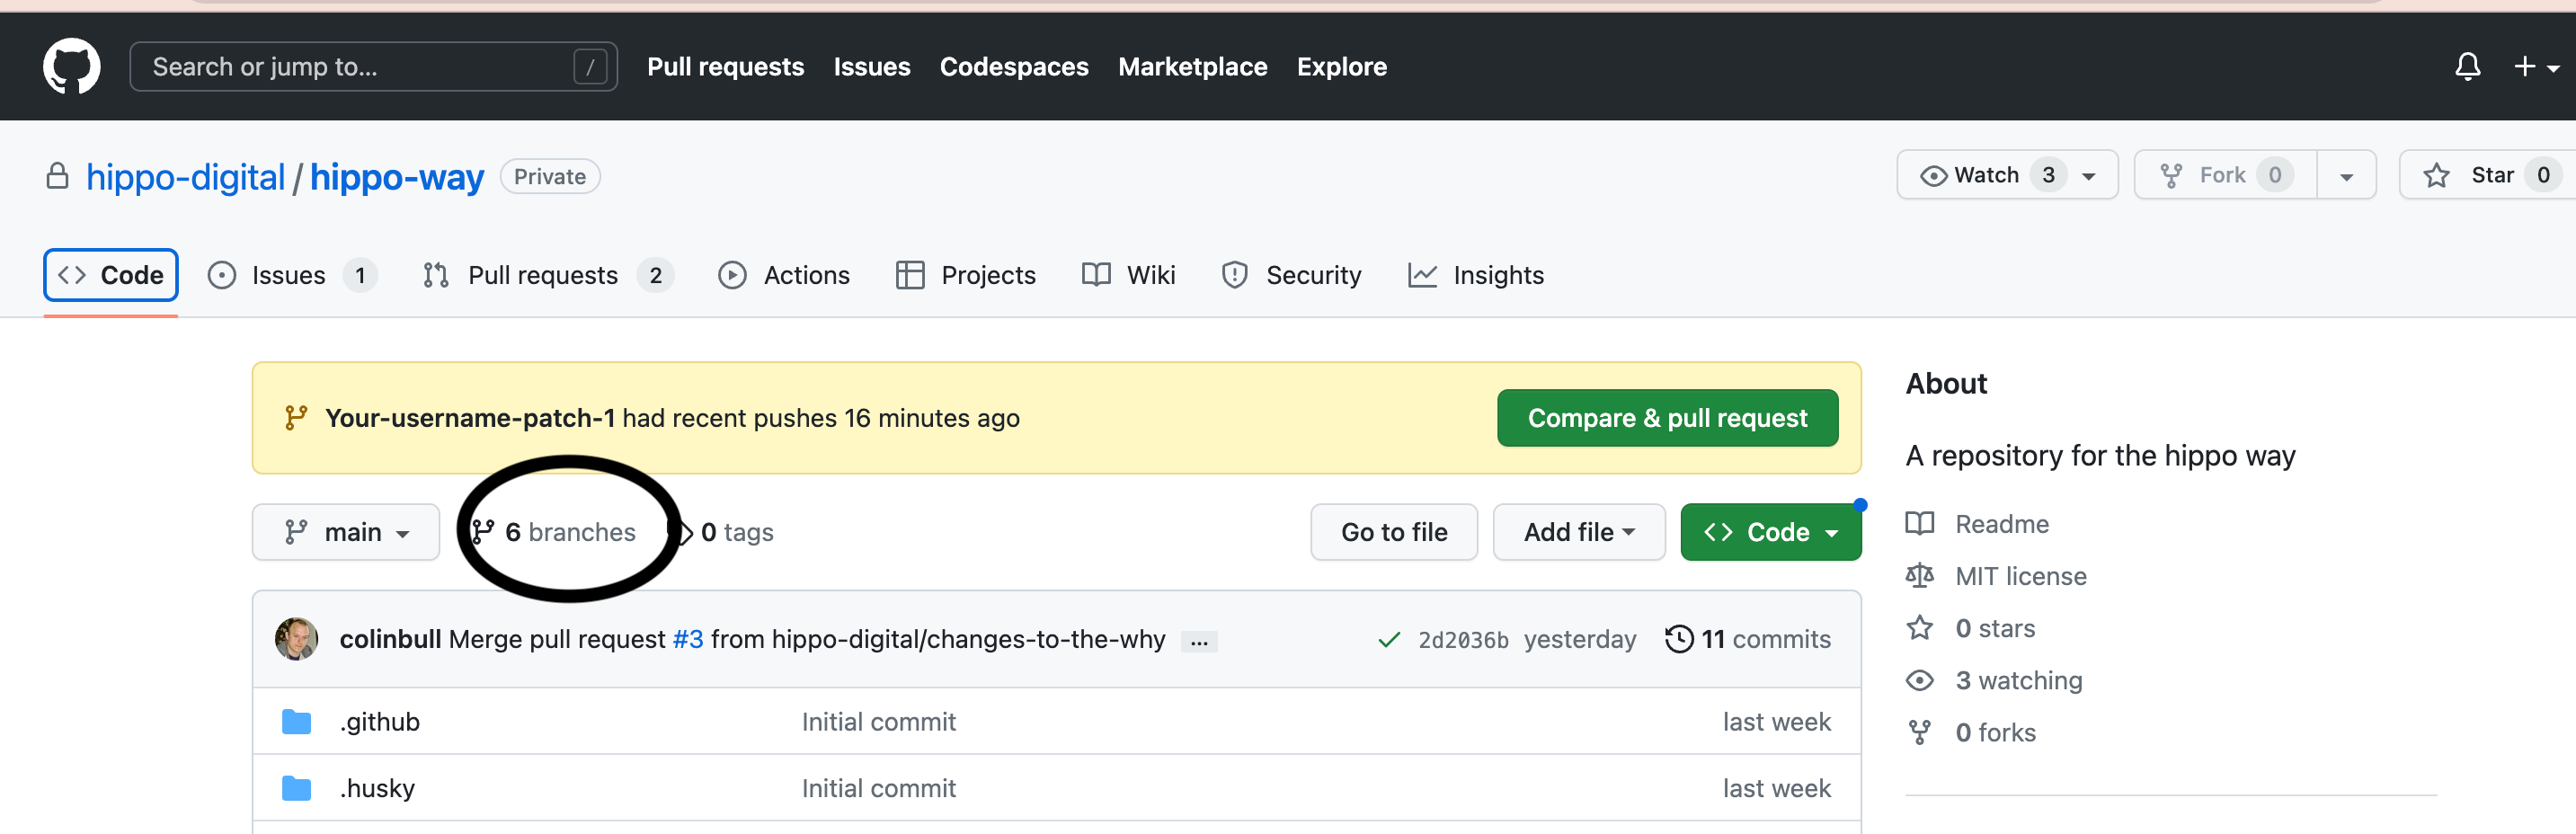 Search or jump to... / Pull requests Issues Codespaces Marketplace Explore
hippo-digital / hippo-way Private Watch 3 Fork 0 Star 0
Code Issues 1 Pull requests 2 Actions Projects Wiki Security Insights
Your-username-patch-1 had recent pushes 16 minutes ago Compare & pull request
main 6 branches 0 tags Go to file Add file Code
colinbull Merge pull request #3 from hippo-digital/changes-to-the-why ... 2d2036b yesterday 11 commits
.github Initial commit last week
.husky Initial commit last week
About
A repository for the hippo way
Readme
MIT license
0 stars
3 watching
0 forks